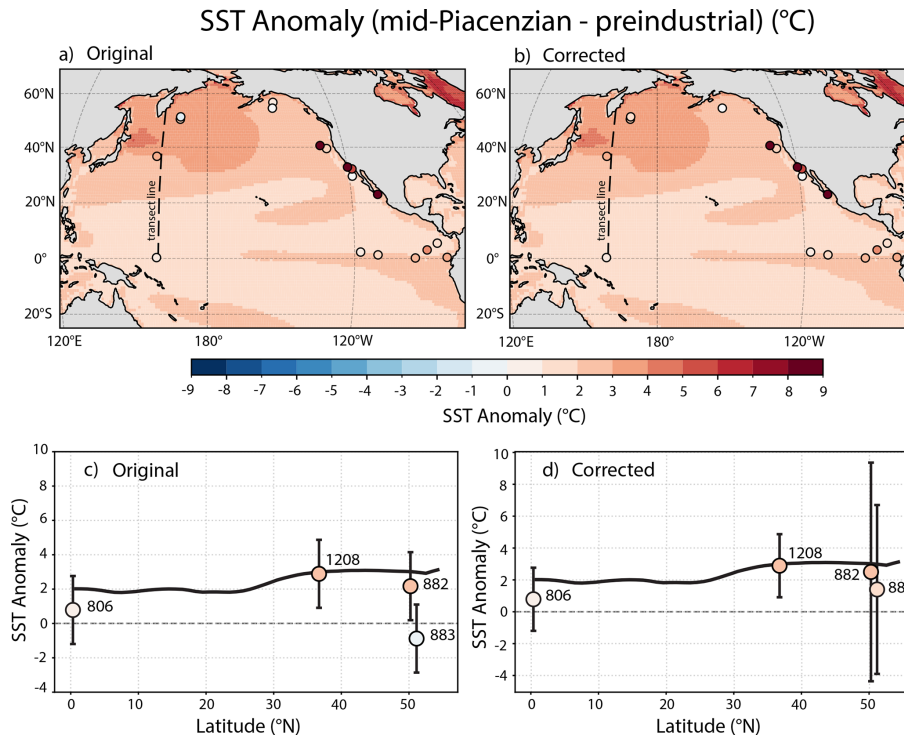 SST Anomaly (mid-Piacenzian - preindustrial) (°C)
a) Original
b) Corrected
60°N
40°N
20°N
0°
20°S
transect line
120°E
180°
120°W
60°N
40°N
20°N
0°
20°S
transect line
120°E
180°
120°W
-9 -8 -7 -6 -5 -4 -3 -2 -1 0 1 2 3 4 5 6 7 8 9
SST Anomaly (°C)
c) Original
SST Anomaly (°C)
10
8
6
4
2
0
-2
-4
806
1208
882
883
0 10 20 30 40 50
Latitude (°N)
d) Corrected
SST Anomaly (°C)
10
8
6
4
2
0
-2
-4
806
1208
882
0 10 20 30 40 50
Latitude (°N)